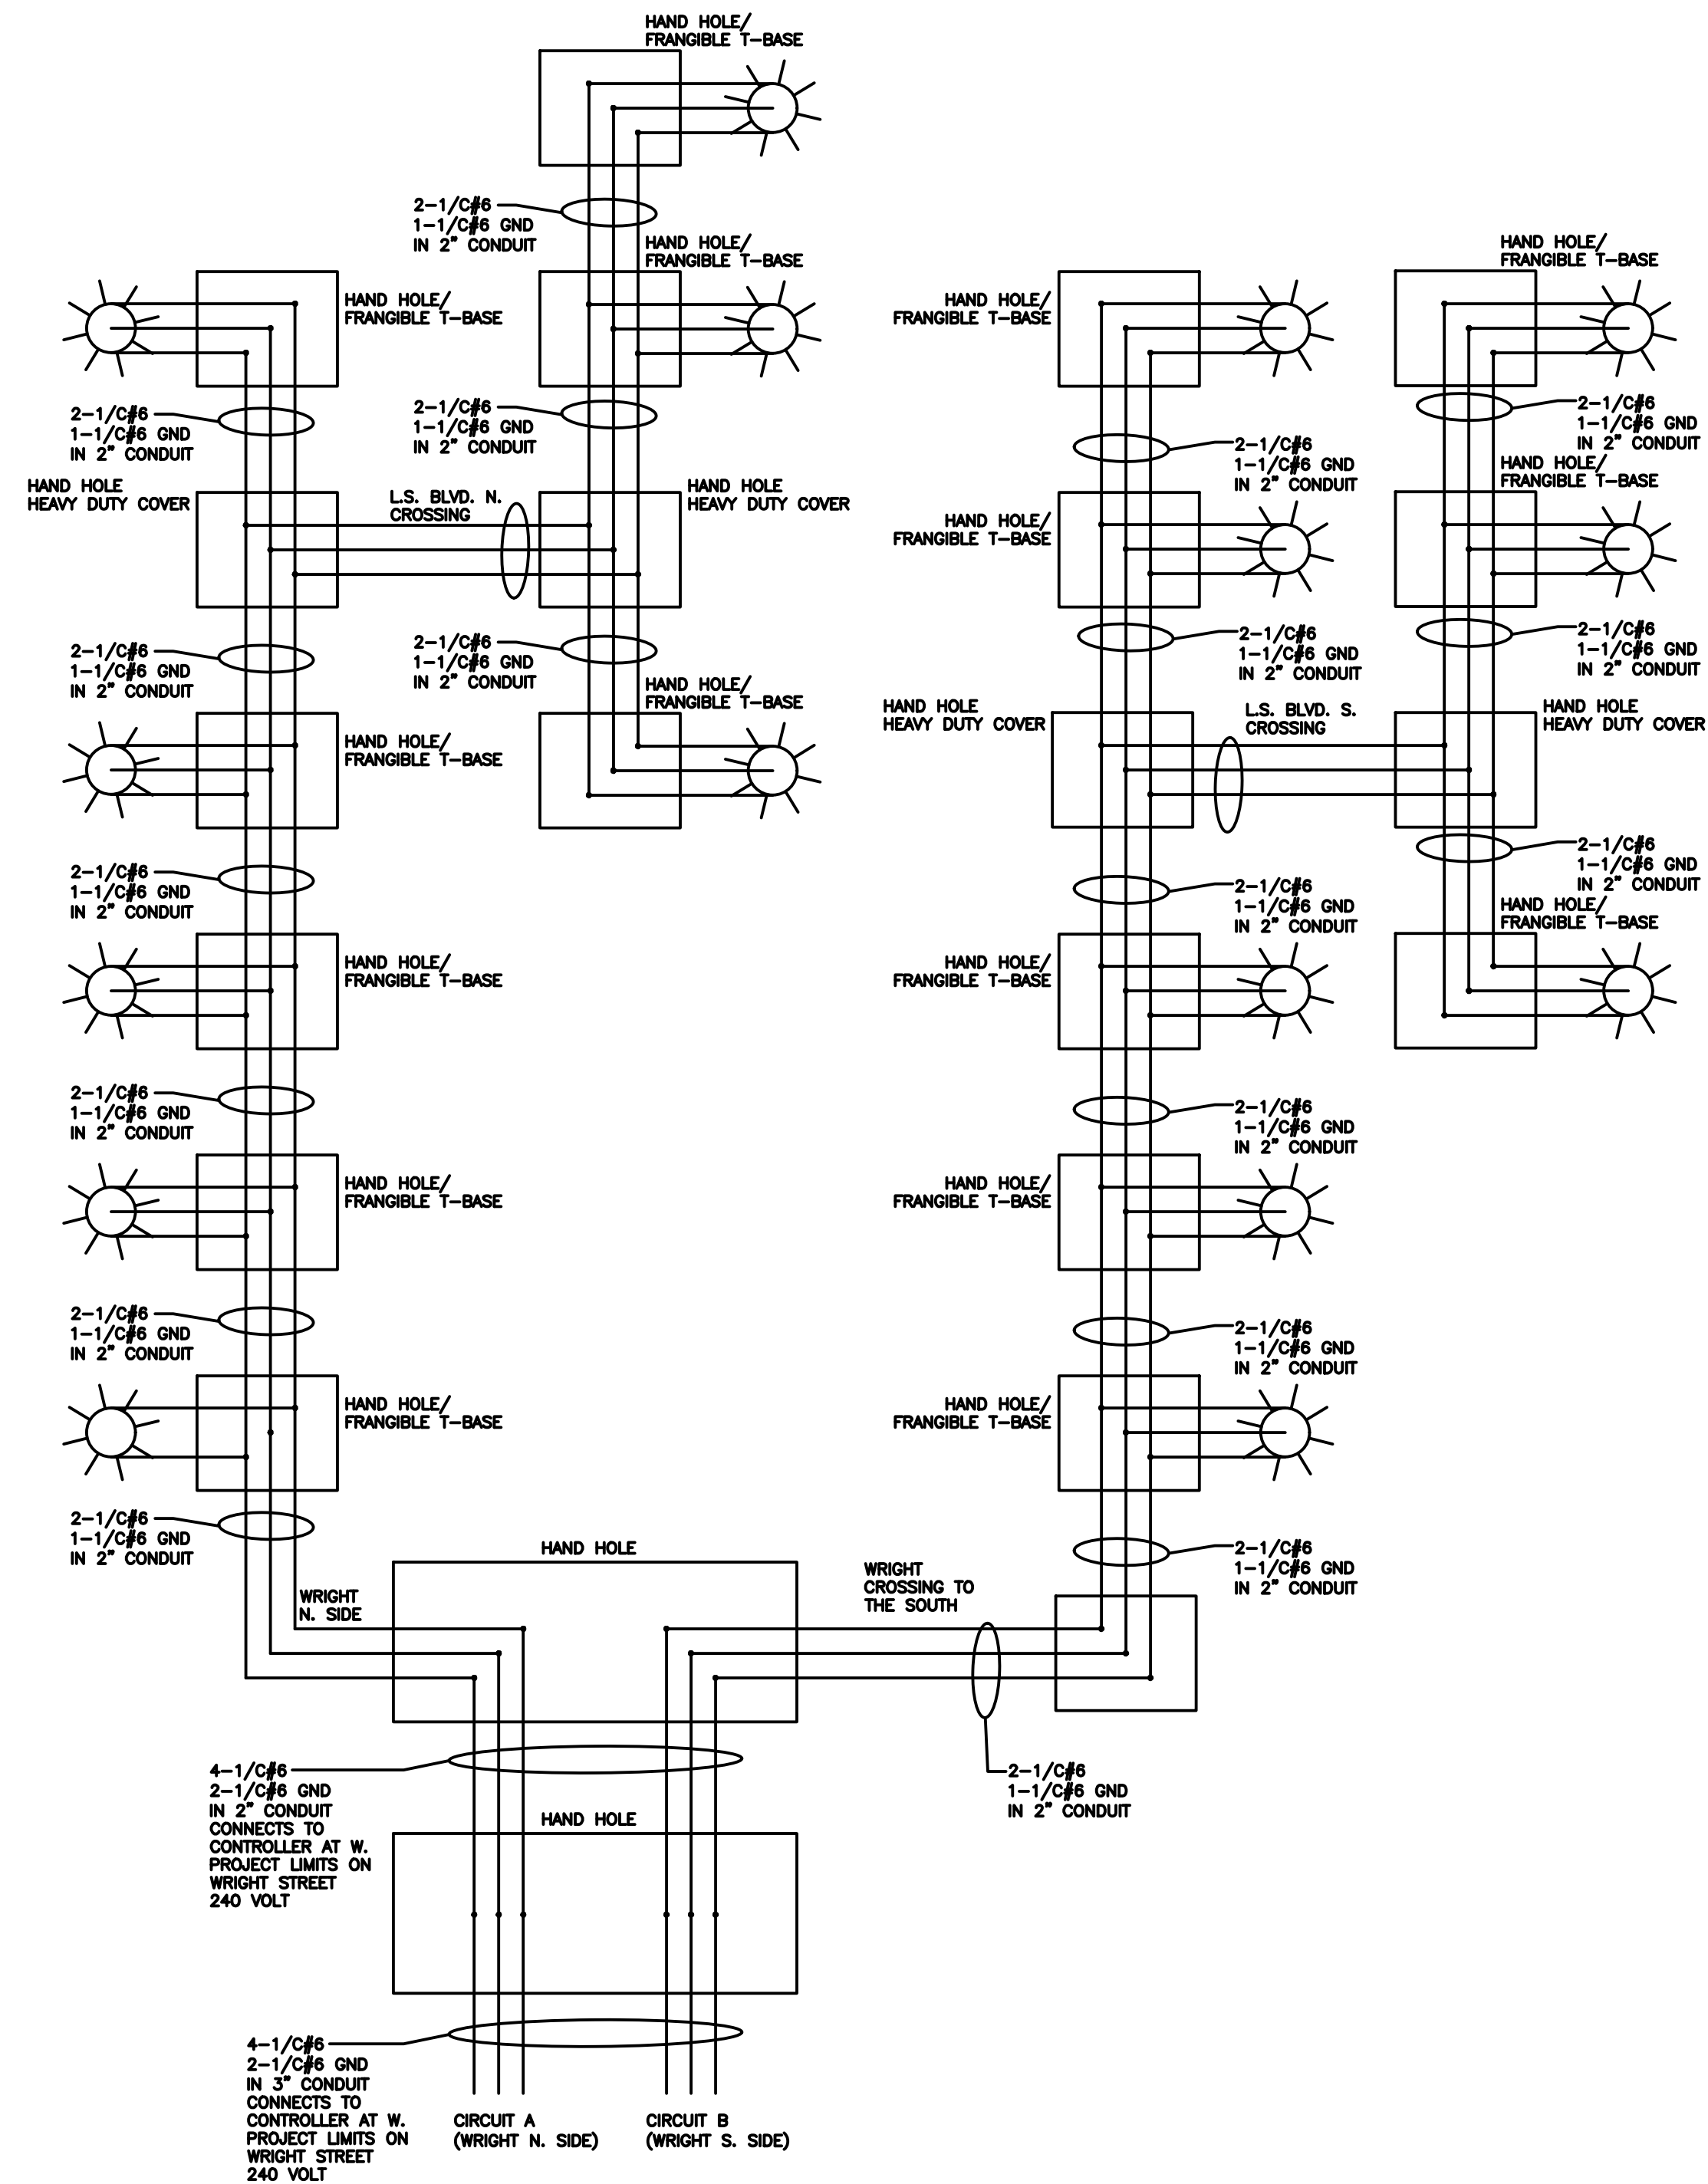 HAND HOLE/
FRANGIBLE T-BASE
2-1/C#6
1-1/C#6 GND
IN 2" CONDUIT
HAND HOLE/
FRANGIBLE T-BASE
HAND HOLE/
FRANGIBLE T-BASE
2-1/C#6
1-1/C#6 GND
IN 2" CONDUIT
2-1/C#6
1-1/C#6 GND
IN 2" CONDUIT
HAND HOLE
HEAVY DUTY COVER
L.S. BLVD. N.
CROSSING
HAND HOLE
HEAVY DUTY COVER
2-1/C#6
1-1/C#6 GND
IN 2" CONDUIT
2-1/C#6
1-1/C#6 GND
IN 2" CONDUIT
HAND HOLE/
FRANGIBLE T-BASE
HAND HOLE/
FRANGIBLE T-BASE
2-1/C#6
1-1/C#6 GND
IN 2" CONDUIT
HAND HOLE/
FRANGIBLE T-BASE
2-1/C#6
1-1/C#6 GND
IN 2" CONDUIT
HAND HOLE/
FRANGIBLE T-BASE
2-1/C#6
1-1/C#6 GND
IN 2" CONDUIT
HAND HOLE/
FRANGIBLE T-BASE
2-1/C#6
1-1/C#6 GND
IN 2" CONDUIT
HAND HOLE/
FRANGIBLE T-BASE
HAND HOLE/
FRANGIBLE T-BASE
2-1/C#6
1-1/C#6 GND
IN 2" CONDUIT
2-1/C#6
1-1/C#6 GND
IN 2" CONDUIT
HAND HOLE/
FRANGIBLE T-BASE
HAND HOLE/
FRANGIBLE T-BASE
2-1/C#6
1-1/C#6 GND
IN 2" CONDUIT
2-1/C#6
1-1/C#6 GND
IN 2" CONDUIT
HAND HOLE
HEAVY DUTY COVER
L.S. BLVD. S.
CROSSING
HAND HOLE
HEAVY DUTY COVER
2-1/C#6
1-1/C#6 GND
IN 2" CONDUIT
2-1/C#6
1-1/C#6 GND
IN 2" CONDUIT
HAND HOLE/
FRANGIBLE T-BASE
HAND HOLE/
FRANGIBLE T-BASE
2-1/C#6
1-1/C#6 GND
IN 2" CONDUIT
HAND HOLE/
FRANGIBLE T-BASE
2-1/C#6
1-1/C#6 GND
IN 2" CONDUIT
HAND HOLE/
FRANGIBLE T-BASE
2-1/C#6
1-1/C#6 GND
IN 2" CONDUIT
HAND HOLE
WRIGHT
N. SIDE
WRIGHT
CROSSING TO
THE SOUTH
2-1/C#6
1-1/C#6 GND
IN 2" CONDUIT
4-1/C#6
2-1/C#6 GND
IN 2" CONDUIT
CONNECTS TO
CONTROLLER AT W.
PROJECT LIMITS ON
WRIGHT STREET
240 VOLT
HAND HOLE
4-1/C#6
2-1/C#6 GND
IN 3" CONDUIT
CONNECTS TO
CONTROLLER AT W.
PROJECT LIMITS ON
WRIGHT STREET
240 VOLT
CIRCUIT A
(WRIGHT N. SIDE)
CIRCUIT B
(WRIGHT S. SIDE)